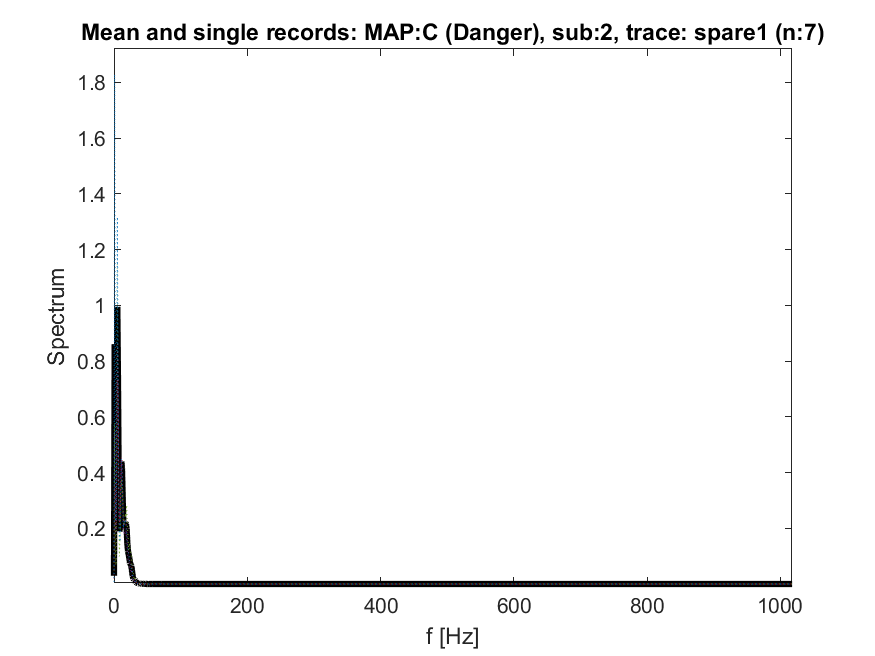 Mean and single records: MAP:C (Danger), sub:2, trace: spare1 (n:7)
1.8
1.6
1.4
1.2
1
0.8
0.6
0.4
0.2
Spectrum
0 200 400 600 800 1000
f [Hz]